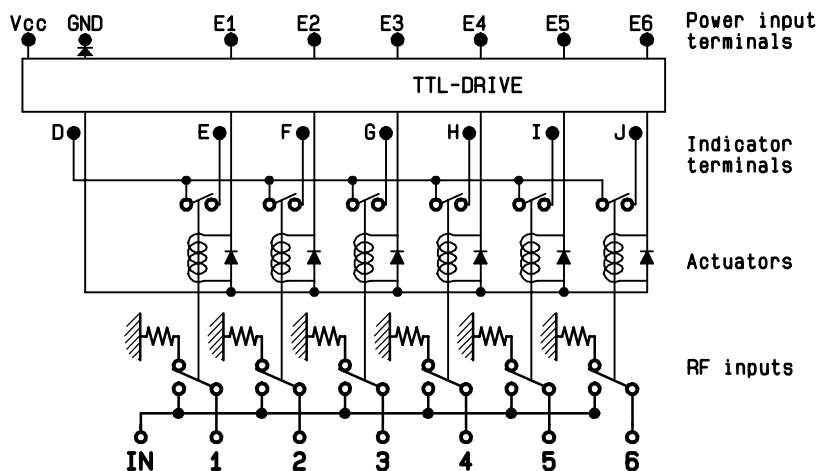 Vcc GND E1 E2 E3 E4 E5 E6 Power input
terminals
TTL-DRIVE
D E F G H I J Indicator
terminals
Actuators
RF inputs
IN 1 2 3 4 5 6